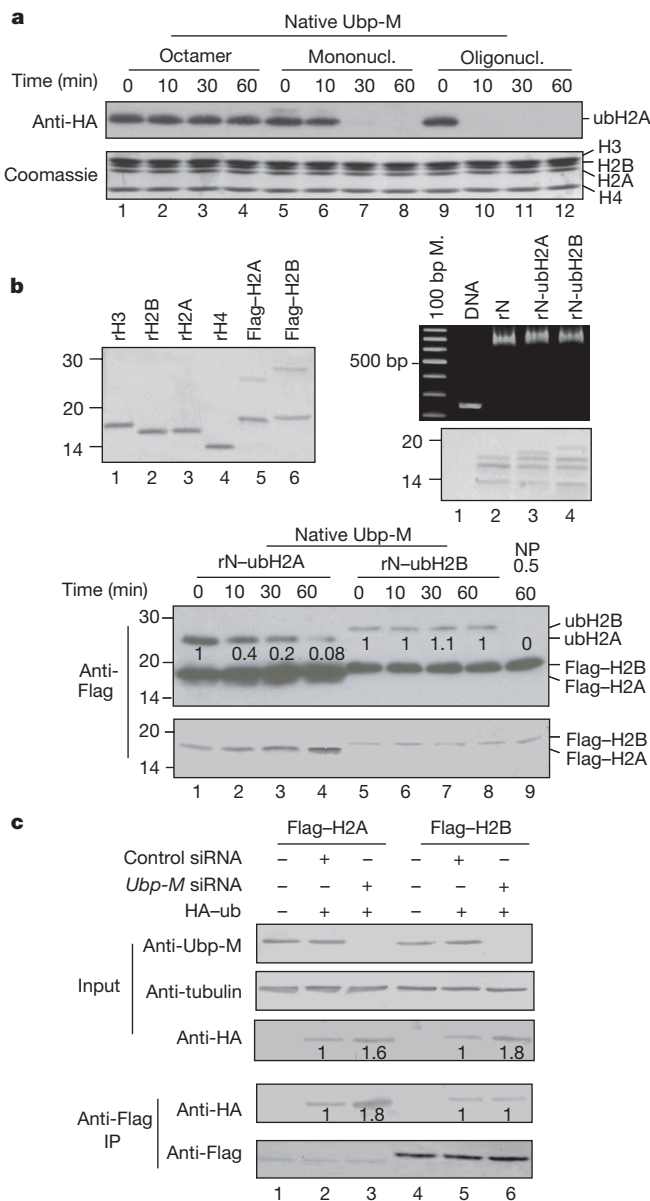 a
Native Ubp-M
Octamer Mononucl. Oligonucl.
Time (min) 0 10 30 60 0 10 30 60 0 10 30 60
Anti-HA ubH2A
Coomassie H3
H2B
H2A
H4
1 2 3 4 5 6 7 8 9 10 11 12
b
rH3 rH2B rH2A rH4 Flag–H2A Flag–H2B
30
20
14
1 2 3 4 5 6
100 bp M. DNA rN rN-ubH2A rN-ubH2B
500 bp
20
14
1 2 3 4
Native Ubp-M
rN–ubH2A rN–ubH2B NP 0.5
Time (min) 0 10 30 60 0 10 30 60 60
30
20
14
Anti-Flag
1 0.4 0.2 0.08 1 1 1.1 1 0
ubH2B
ubH2A
Flag–H2B
Flag–H2A
20
14
Flag–H2B
Flag–H2A
1 2 3 4 5 6 7 8 9
c
Flag–H2A Flag–H2B
Control siRNA – + – – + –
Ubp-M siRNA – – + – – +
HA–ub – + + – + +
Input
Anti-Ubp-M
Anti-tubulin
Anti-HA 1 1.6 1 1.8
Anti-Flag IP
Anti-HA 1 1.8 1 1
Anti-Flag
1 2 3 4 5 6